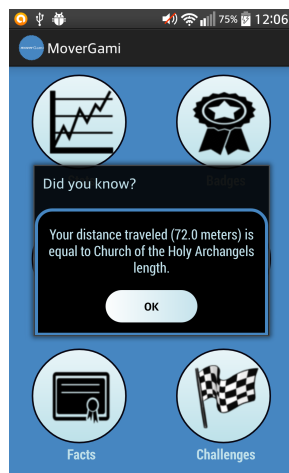 75% 12:06
MoverGami
Badges
Did you know?
Your distance traveled (72.0 meters) is
equal to Church of the Holy Archangels
length.
OK
Facts
Challenges